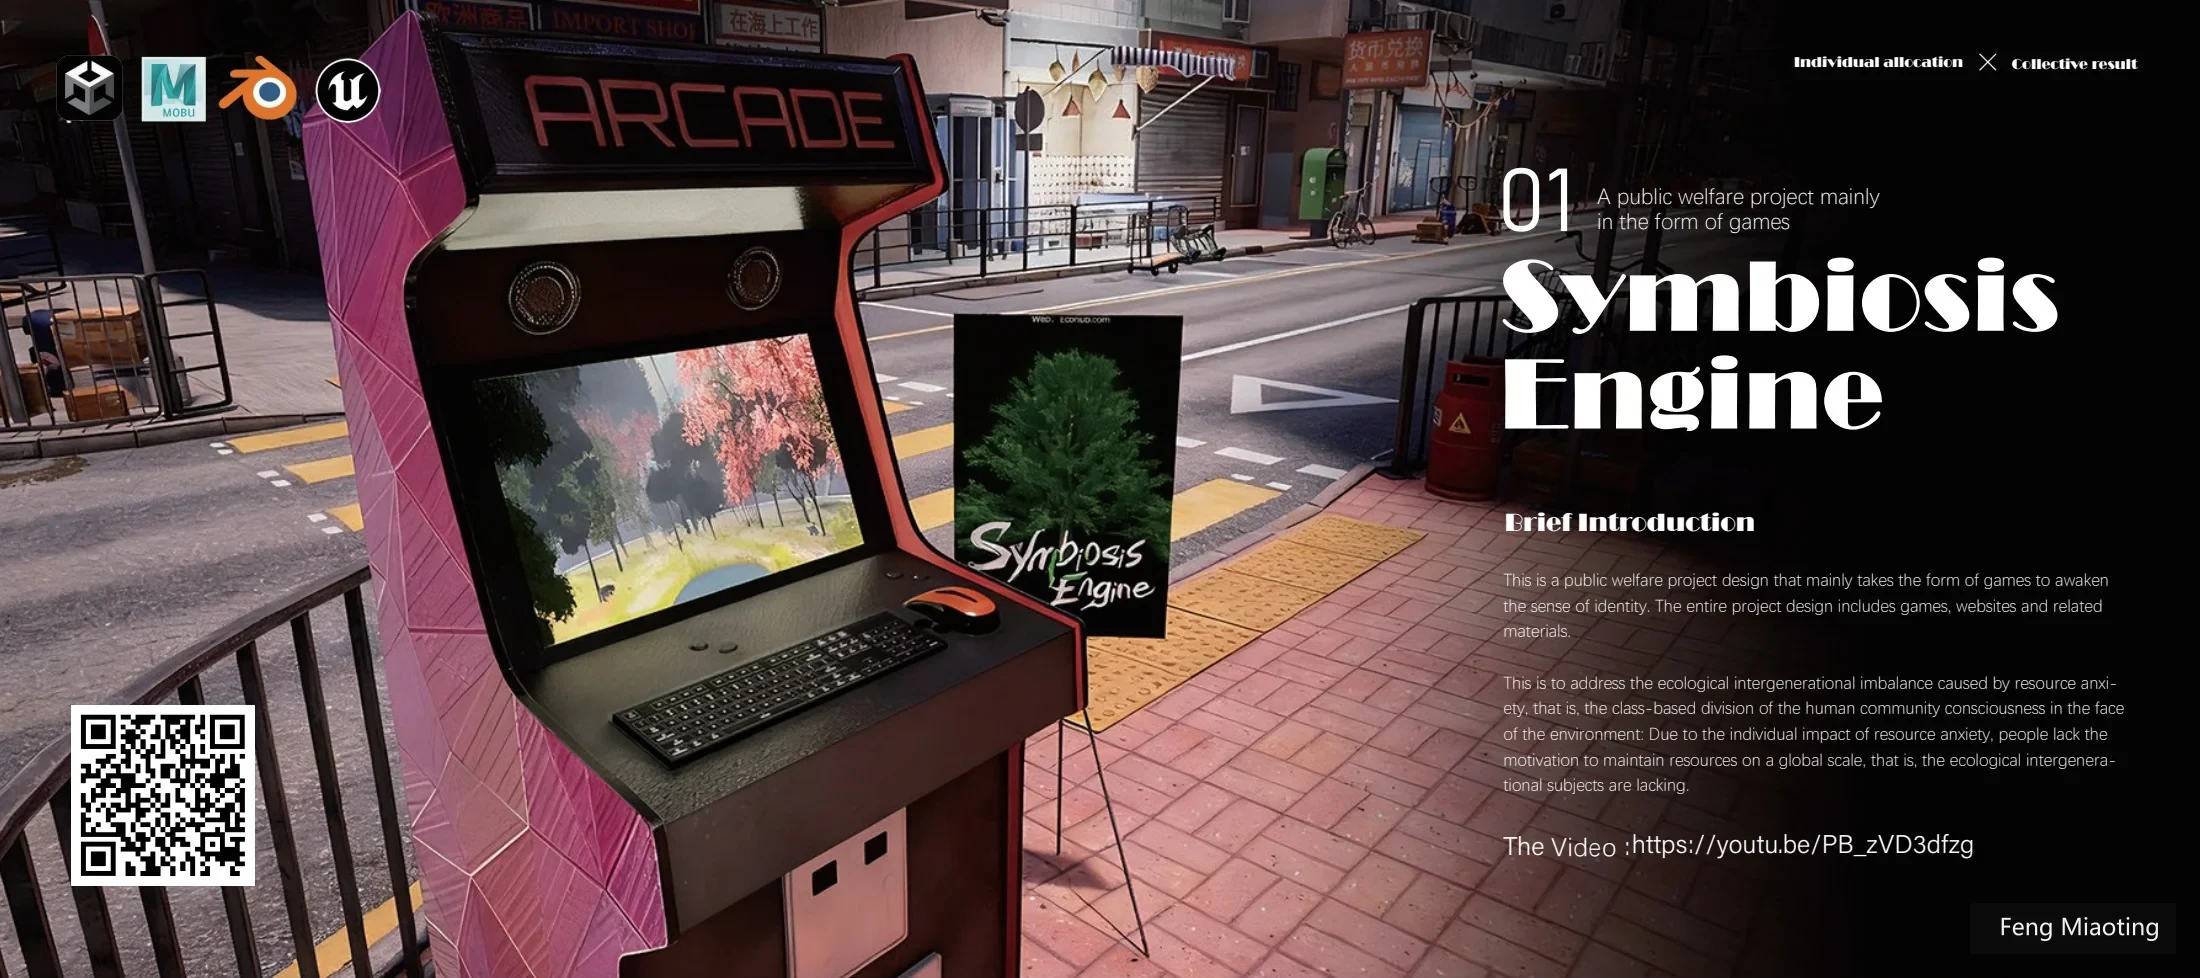 欧洲商品
IMPORT SHOP
在海上工作
货币兑换
MOBU
ARCADE
Individual allocation
Collective result
01
A public welfare project mainly
in the form of games
Symbiosis
Engine
Symbiosis
Engine
Brief Introduction
This is a public welfare project design that mainly takes the form of games to awaken
the sense of identity. The entire project design includes games, websites and related
materials.
This is to address the ecological intergenerational imbalance caused by resource anxi-
ety, that is, the class-based division of the human community consciousness in the face
of the environment: Due to the individual impact of resource anxiety, people lack the
motivation to maintain resources on a global scale, that is, the ecological intergenera-
tional subjects are lacking.
The Video :https://youtu.be/PB_zVD3dfzg
Feng Miaoting